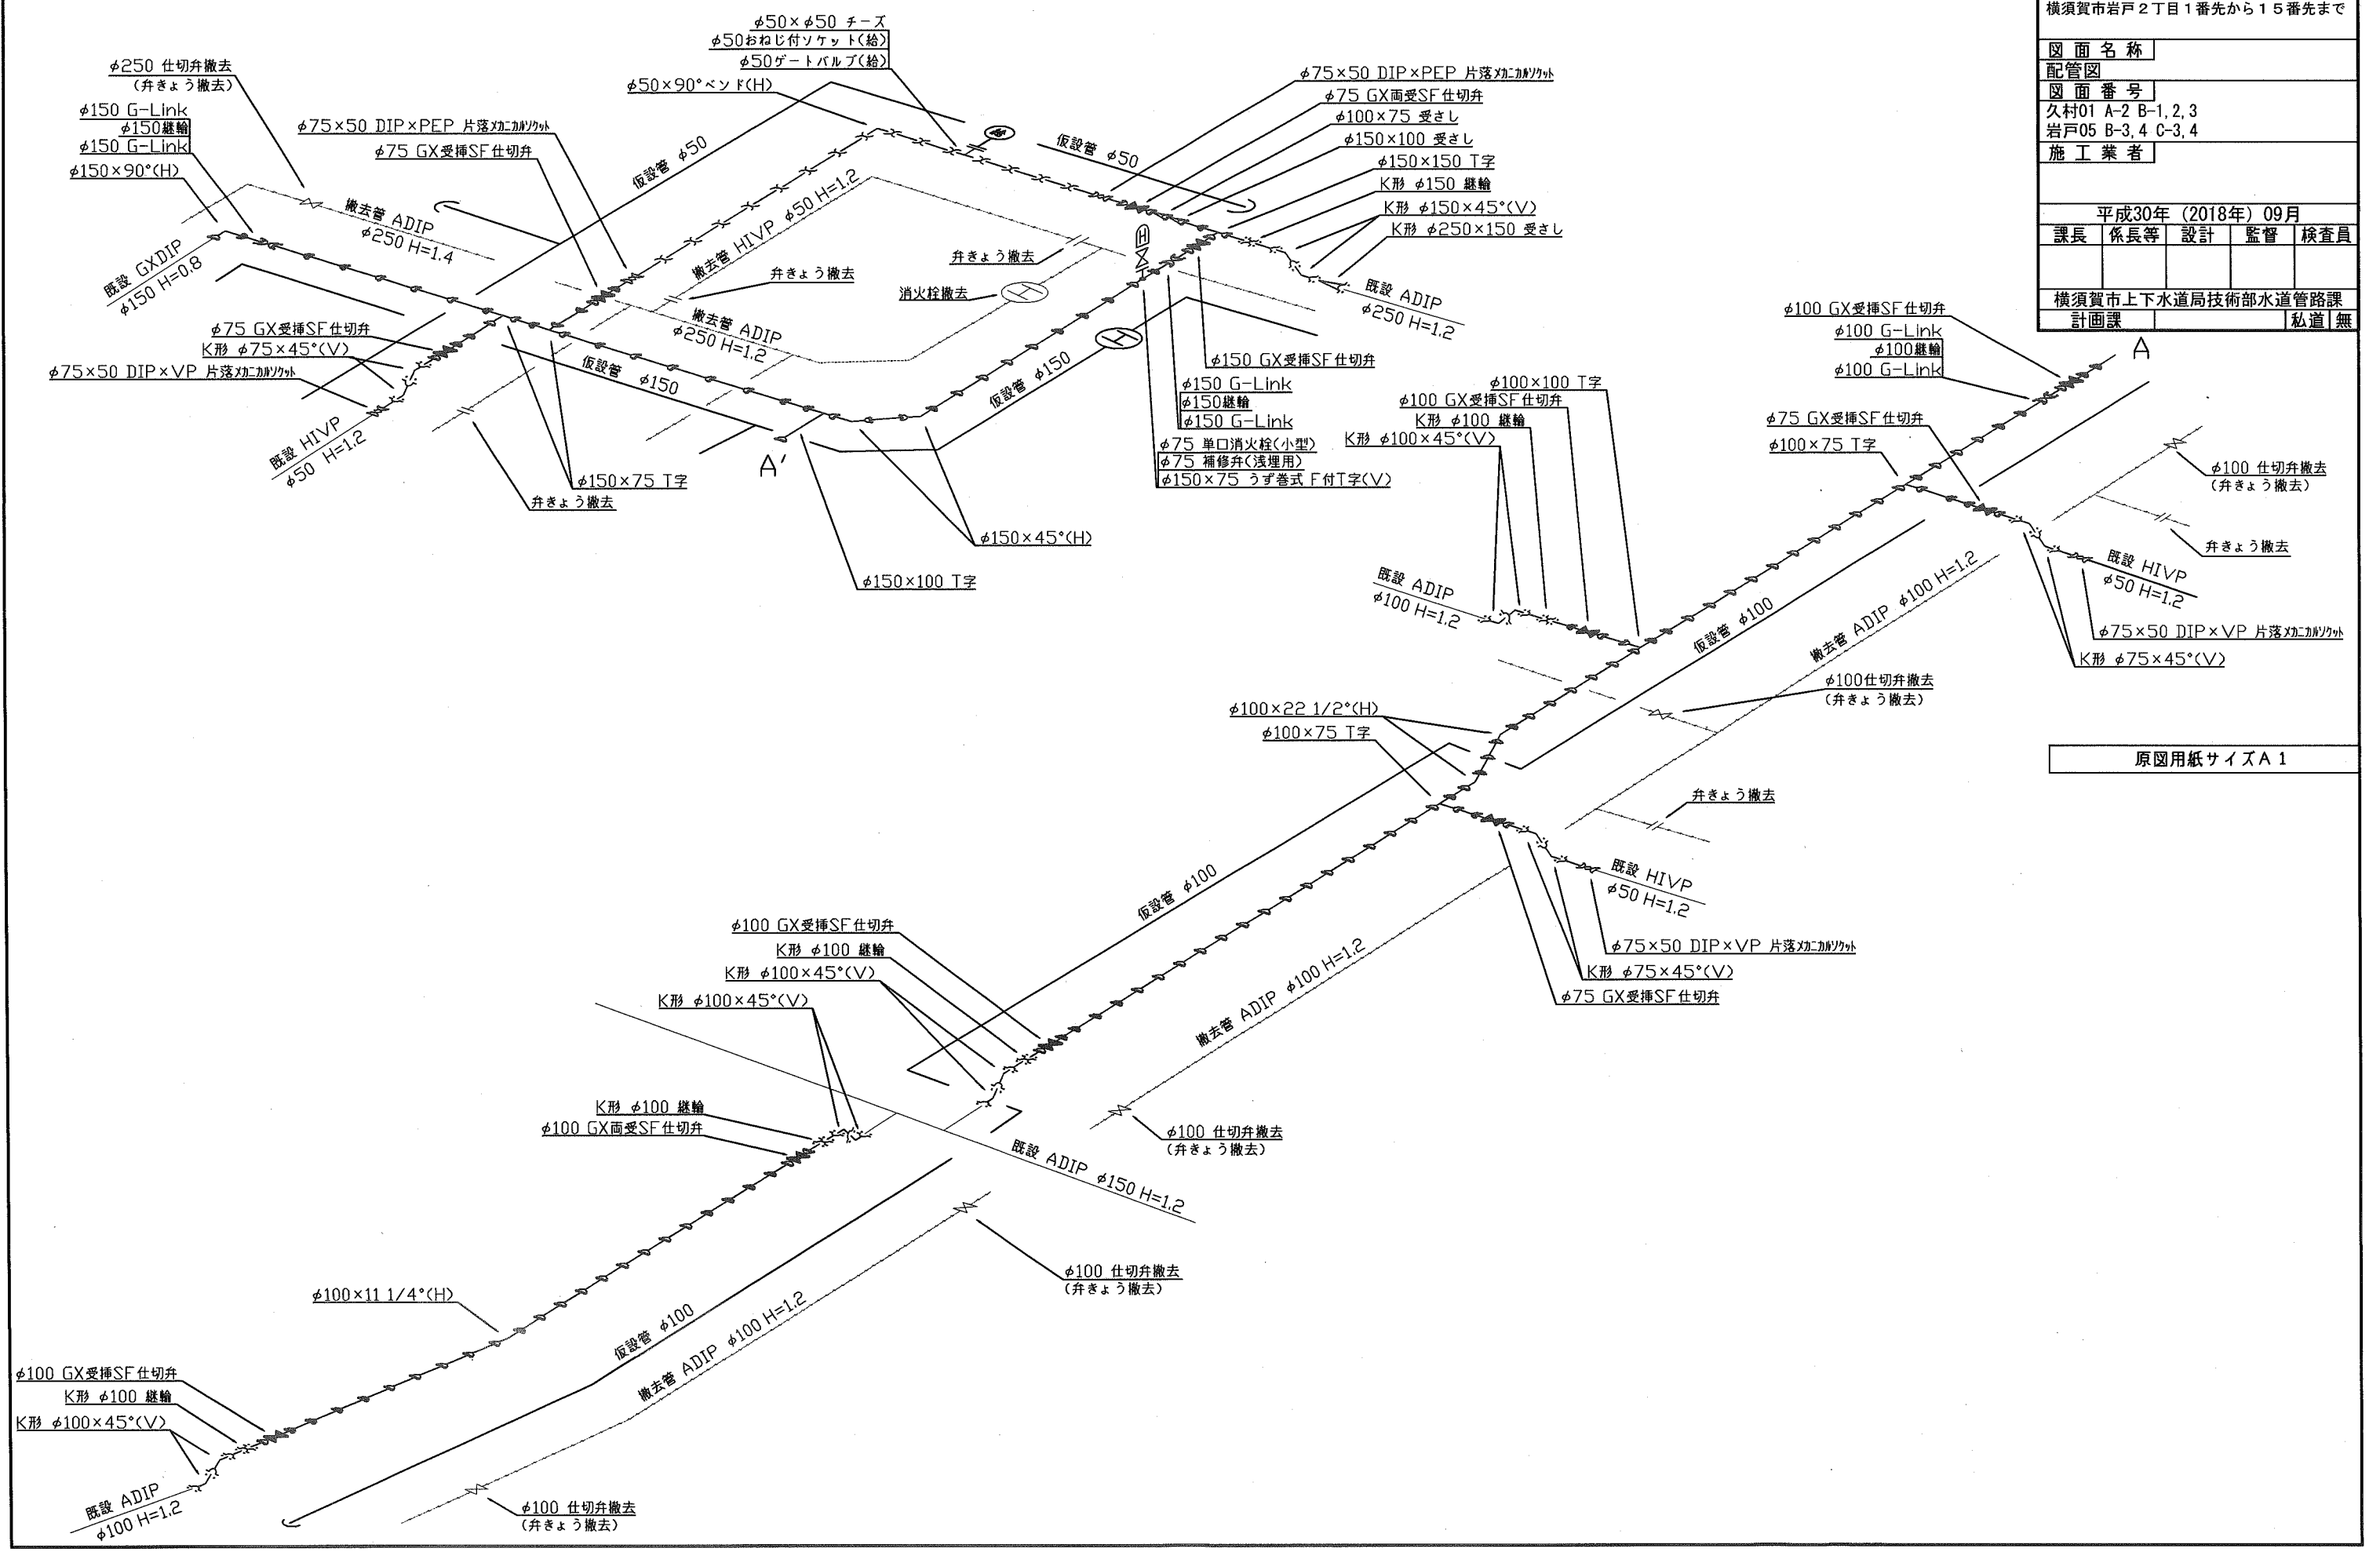 横須賀市岩戸2丁目1番先から15番先まで
図面名称
配管図
図面番号
久村01 A-2 B-1,2,3
岩戸05 B-3,4 C-3,4
施工業者
平成30年（2018年）09月
課長 係長等 設計 監督 検査員
横須賀市上下水道局技術部水道管路課
計画課 私道 無
原図用紙サイズA1
φ50×φ50 チーズ
φ50おねじ付ソケット(給)
φ50ゲートバルブ(給)
φ50×90°ベンド(H)
φ250 仕切弁撤去
(弁きょう撤去)
φ150 G-Link
φ150継輪
φ150 G-Link
φ150×90°(H)
φ75×50 DIP×PEP 片落メカニカルソケット
φ75 GX受挿SF仕切弁
仮設管 φ50
撤去管 ADIP
φ250 H=1.4
既設 GXDIP
φ150 H=0.8
撤去管 HIVP φ50 H=1.2
弁きょう撤去
弁きょう撤去
消火栓撤去
撤去管 ADIP
φ250 H=1.2
仮設管 φ50
φ75×50 DIP×PEP 片落メカニカルソケット
φ75 GX両受SF仕切弁
φ100×75 受さし
φ150×100 受さし
φ150×150 T字
K形 φ150 継輪
K形 φ150×45°(V)
K形 φ250×150 受さし
既設 ADIP
φ250 H=1.2
φ75 GX受挿SF仕切弁
K形 φ75×45°(V)
φ75×50 DIP×VP 片落メカニカルソケット
既設 HIVP
φ50 H=1.2
仮設管 φ150
仮設管 φ150
φ150×75 T字
弁きょう撤去
A'
H
H
H
φ150 GX受挿SF仕切弁
φ150 G-Link
φ150継輪
φ150 G-Link
φ75 単口消火栓(小型)
φ75 補修弁(浅埋用)
φ150×75 うず巻式 F付T字(V)
φ150×45°(H)
φ150×100 T字
φ100 GX受挿SF仕切弁
φ100 G-Link
φ100継輪
φ100 G-Link
A
φ75 GX受挿SF仕切弁
φ100×75 T字
φ100×100 T字
φ100 GX受挿SF仕切弁
K形 φ100 継輪
K形 φ100×45°(V)
φ100 仕切弁撤去
(弁きょう撤去)
弁きょう撤去
既設 HIVP
φ50 H=1.2
φ75×50 DIP×VP 片落メカニカルソケット
K形 φ75×45°(V)
既設 ADIP
φ100 H=1.2
仮設管 φ100
撤去管 ADIP φ100 H=1.2
φ100仕切弁撤去
(弁きょう撤去)
φ100×22 1/2°(H)
φ100×75 T字
弁きょう撤去
既設 HIVP
φ50 H=1.2
φ75×50 DIP×VP 片落メカニカルソケット
K形 φ75×45°(V)
φ75 GX受挿SF仕切弁
仮設管 φ100
撤去管 ADIP φ100 H=1.2
φ100 GX受挿SF仕切弁
K形 φ100 継輪
K形 φ100×45°(V)
K形 φ100×45°(V)
K形 φ100 継輪
φ100 GX両受SF仕切弁
φ100 仕切弁撤去
(弁きょう撤去)
既設 ADIP φ150 H=1.2
φ100 仕切弁撤去
(弁きょう撤去)
φ100×11 1/4°(H)
仮設管 φ100
撤去管 ADIP φ100 H=1.2
φ100 GX受挿SF仕切弁
K形 φ100 継輪
K形 φ100×45°(V)
既設 ADIP
φ100 H=1.2
φ100 仕切弁撤去
(弁きょう撤去)